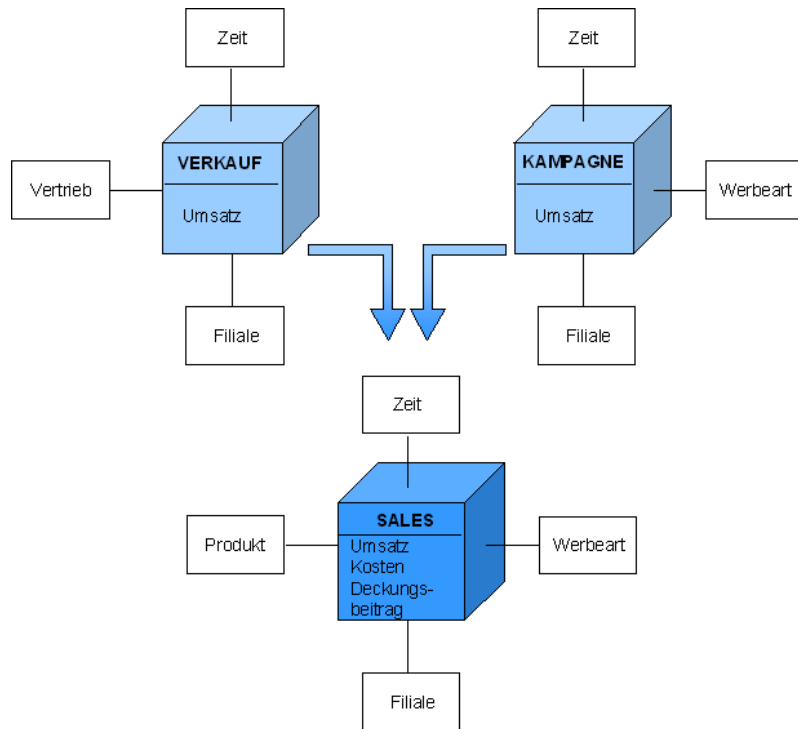 Zeit
Zeit
VERKAUF
KAMPAGNE
Vertrieb
Werbeart
Umsatz
Umsatz
Filiale
Filiale
Zeit
SALES
Produkt
Umsatz
Werbeart
Kosten
Deckungs-
beitrag
Filiale